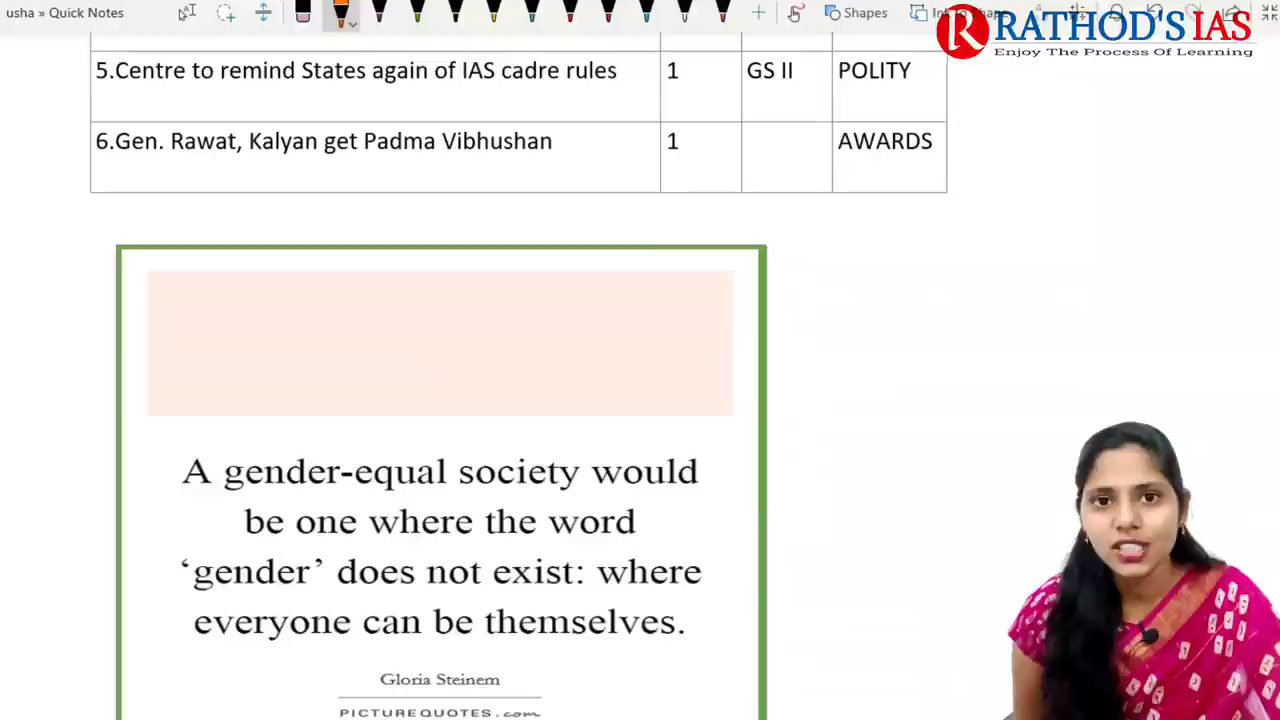 usha » Quick Notes
Shapes
RATHOD'S IAS
Enjoy The Process Of Learning
5.Centre to remind States again of IAS cadre rules 1 GS II POLITY
6.Gen. Rawat, Kalyan get Padma Vibhushan 1 AWARDS
A gender-equal society would
be one where the word
‘gender’ does not exist: where
everyone can be themselves.
Gloria Steinem
PICTUREQUOTES.com